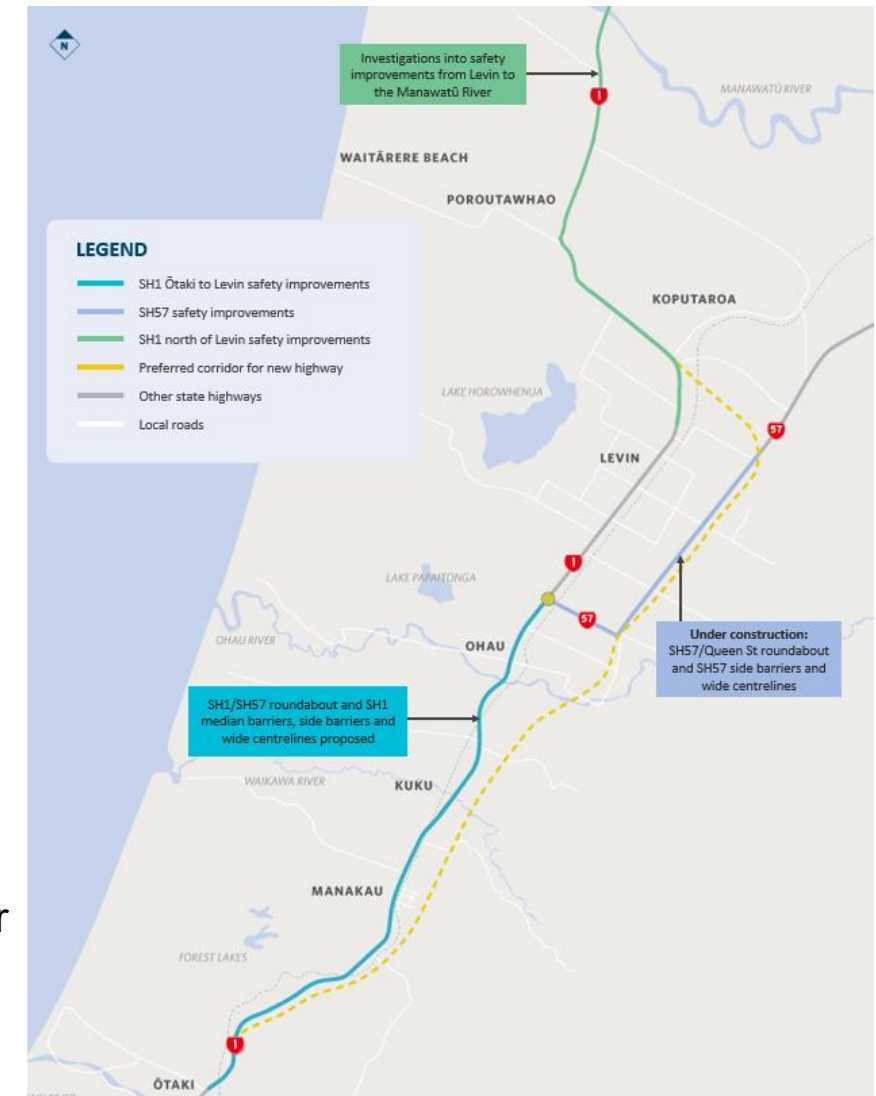 N
Investigations into safety
improvements from Levin to
the Manawatū River
1
MANAWATŪ RIVER
WAITĀRERE BEACH
POROUTAWHAO
LEGEND
SH1 Ōtaki to Levin safety improvements
SH57 safety improvements
SH1 north of Levin safety improvements
Preferred corridor for new highway
Other state highways
Local roads
KOPUTAROA
LAKE HOROWHENUA
57
LEVIN
1
LAKE PAPAITONGA
57
OHAU RIVER
OHAU
Under construction:
SH57/Queen St roundabout
and SH57 side barriers and
wide centrelines
SH1/SH57 roundabout and SH1
median barriers, side barriers and
wide centrelines proposed
WAIKAWA RIVER
KUKU
MANAKAU
r
FOREST LAKES
1
ŌTAKI